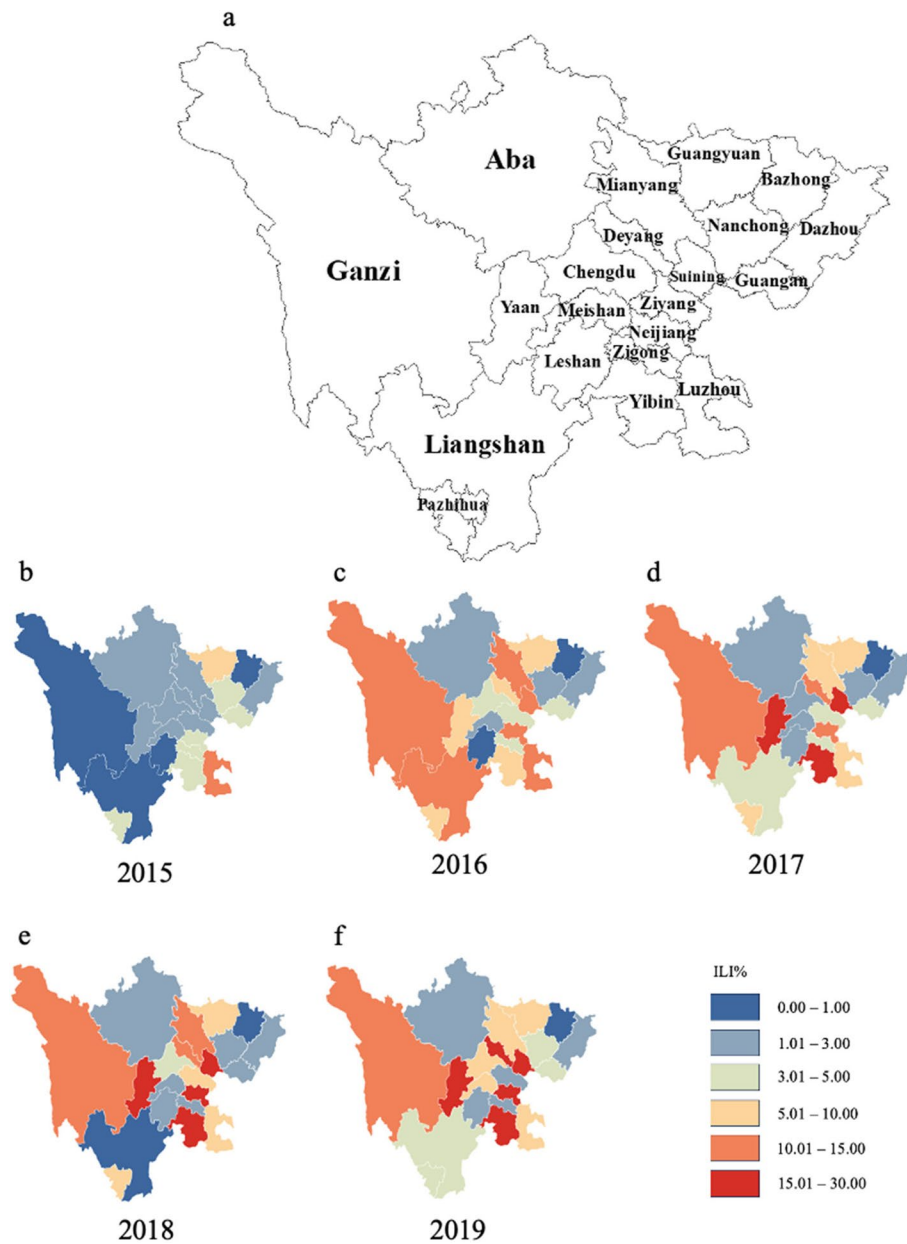 a
Guangyuan
Aba
Bazhong
Mianyang
Nanchong
Dazhou
Deyang
Ganzi
Chengdu
Suining
Guangan
Yaan
Meishan
Ziyang
Neijiang
Leshan
Zigong
Luzhou
Yibin
Liangshan
Pazhihua
b
c
d
2015
2016
2017
e
f
ILI%
0.00 – 1.00
1.01 – 3.00
3.01 – 5.00
5.01 – 10.00
10.01 – 15.00
15.01 – 30.00
2018
2019